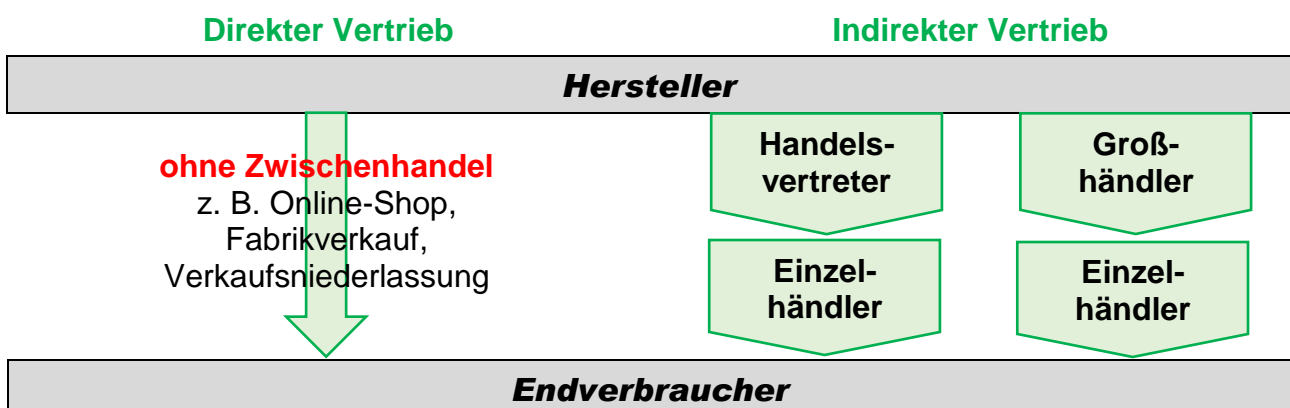 Direkter Vertrieb
Indirekter Vertrieb
Hersteller
ohne Zwischenhandel
z. B. Online-Shop,
Fabrikverkauf,
Verkaufsniederlassung
Handels-
vertreter
Groß-
händler
Einzel-
händler
Einzel-
händler
Endverbraucher